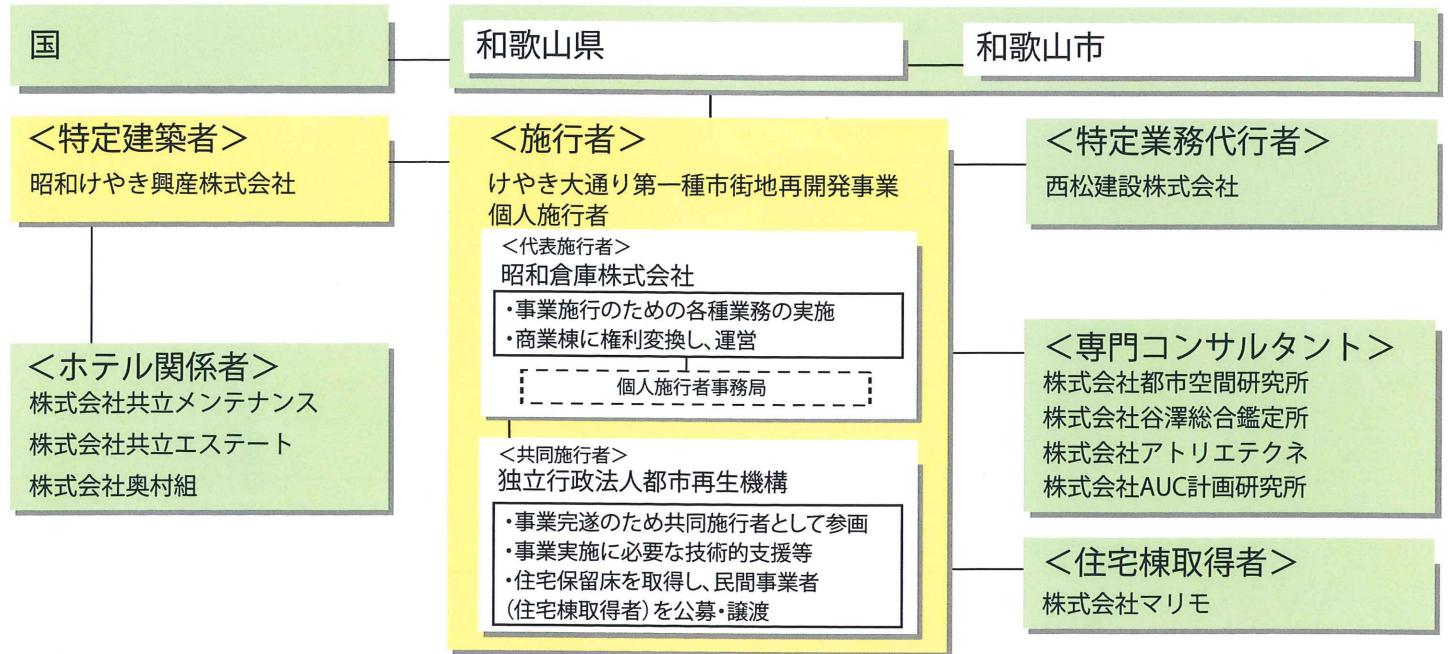 国
和歌山県
和歌山市
＜特定建築者＞
昭和けやき興産株式会社
＜ホテル関係者＞
株式会社共立メンテナンス
株式会社共立エステート
株式会社奥村組
＜施行者＞
けやき大通り第一種市街地再開発事業
個人施行者
＜代表施行者＞
昭和倉庫株式会社
・事業施行のための各種業務の実施
・商業棟に権利変換し、運営
個人施行者事務局
＜共同施行者＞
独立行政法人都市再生機構
・事業完遂のため共同施行者として参画
・事業実施に必要な技術的支援等
・住宅保留床を取得し、民間事業者
（住宅棟取得者）を公募・譲渡
＜特定業務代行者＞
西松建設株式会社
＜専門コンサルタント＞
株式会社都市空間研究所
株式会社谷澤総合鑑定所
株式会社アトリエテクネ
株式会社AUC計画研究所
＜住宅棟取得者＞
株式会社マリモ